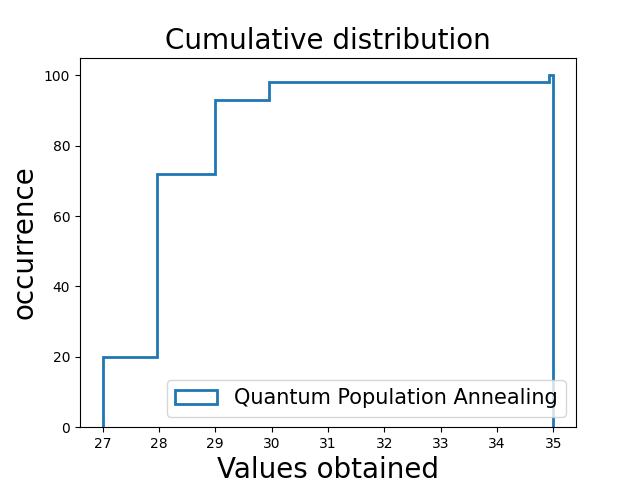 Cumulative distribution
occurrence
100
80
60
40
20
0
Quantum Population Annealing
27 28 29 30 31 32 33 34 35
Values obtained